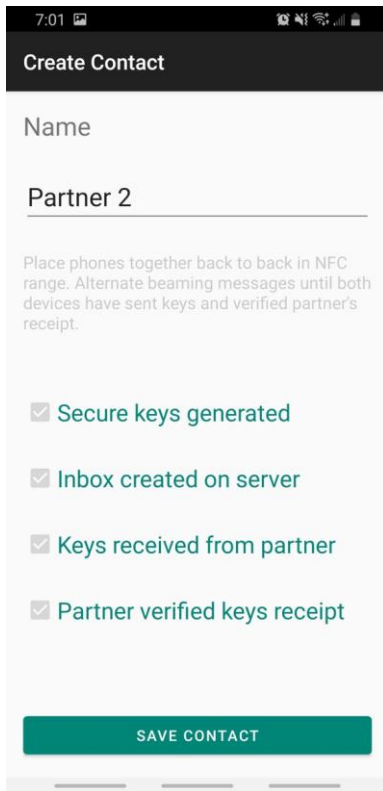 7:01
Create Contact
Name
Partner 2
Place phones together back to back in NFC
range. Alternate beaming messages until both
devices have sent keys and verified partner's
receipt.
Secure keys generated
Inbox created on server
Keys received from partner
Partner verified keys receipt
SAVE CONTACT